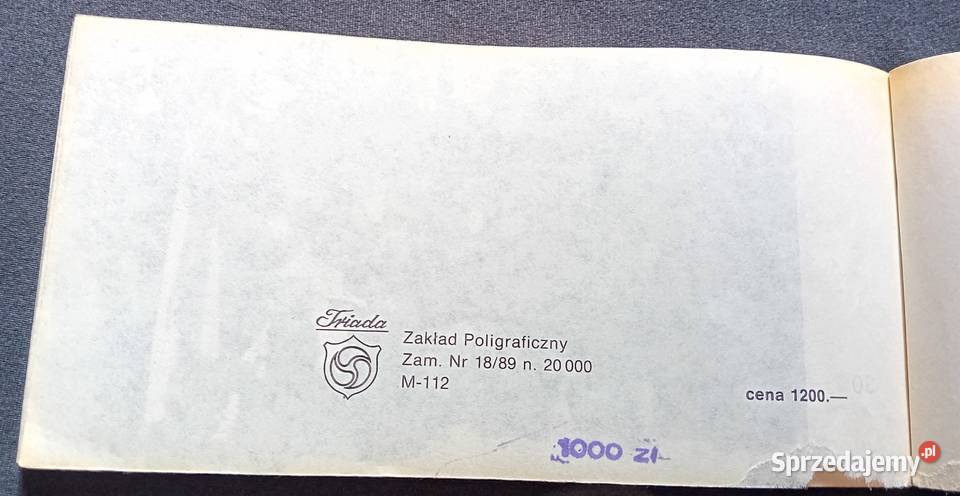 Triada
Zakład Poligraficzny
Zam. Nr 18/89 n. 20 000
M-112
cena 1200.—
1000 zł
Sprzedajemy.pl